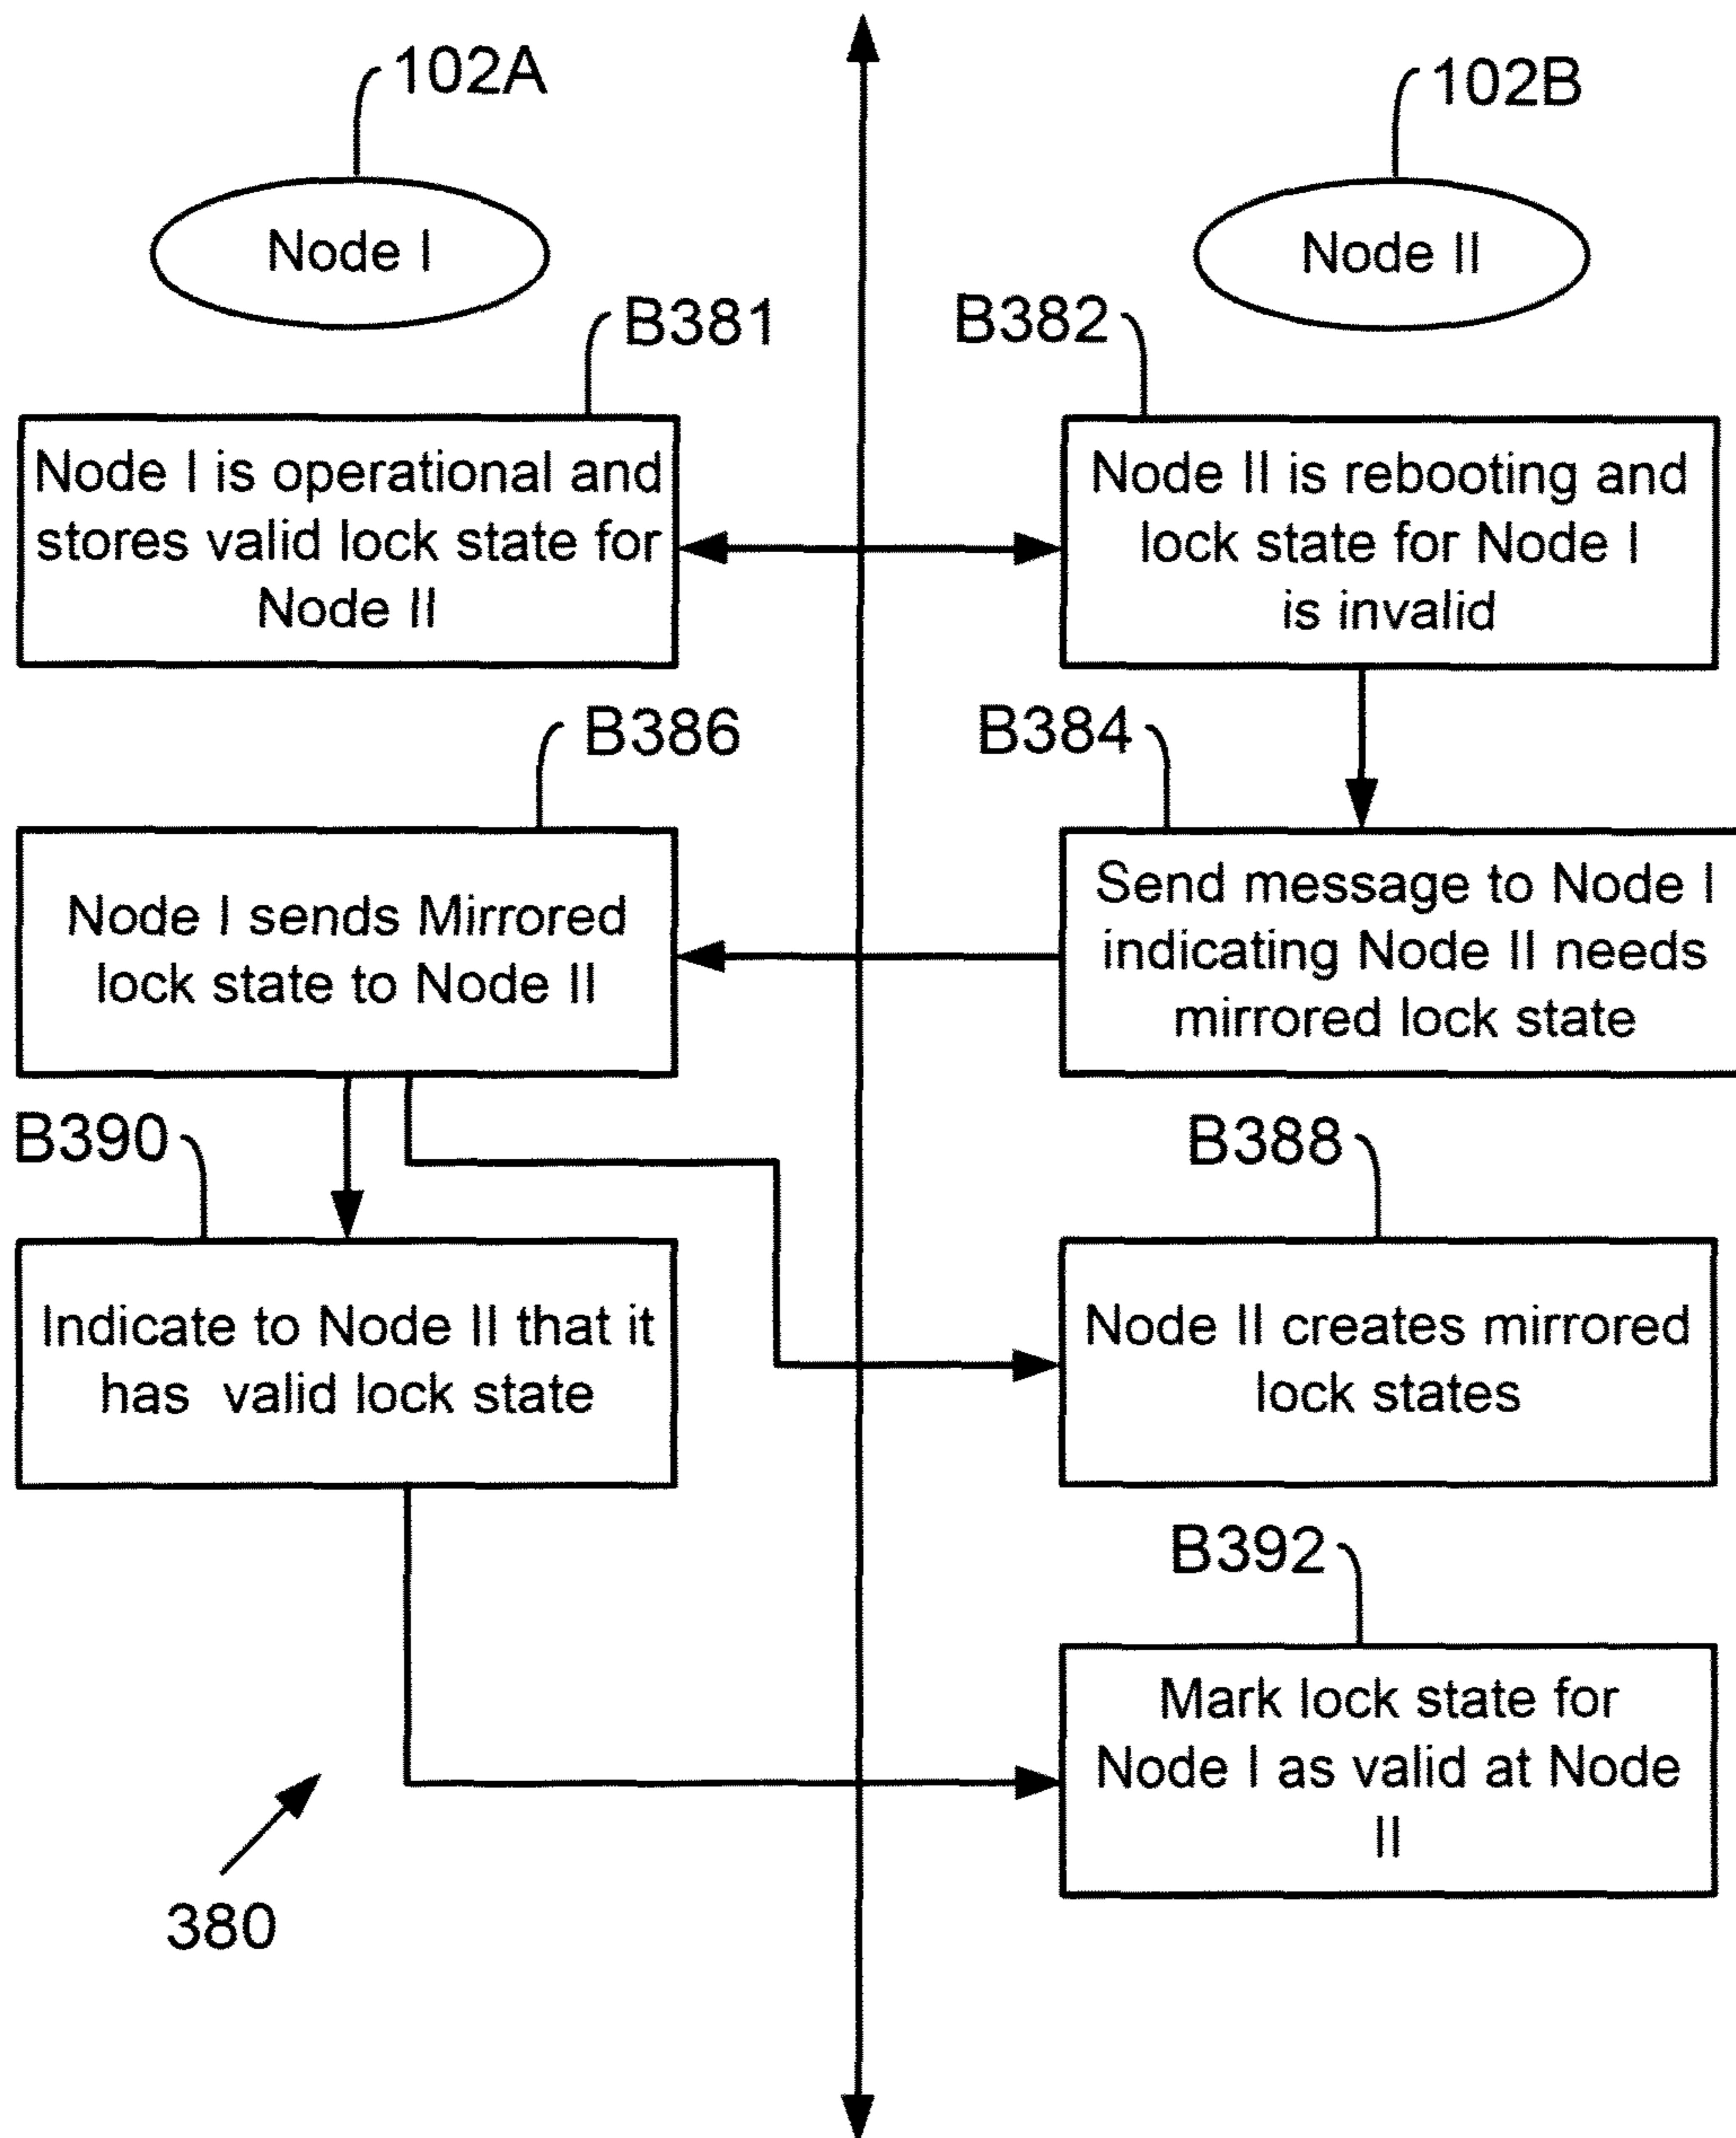 102A
102B
Node I
Node II
B381
B382
Node I is operational and
stores valid lock state for
Node II
Node II is rebooting and
lock state for Node I
is invalid
B386
B384
Node I sends Mirrored
lock state to Node II
Send message to Node I
indicating Node II needs
mirrored lock state
B390
B388
Indicate to Node II that it
has valid lock state
Node II creates mirrored
lock states
B392
Mark lock state for
Node I as valid at Node
II
380